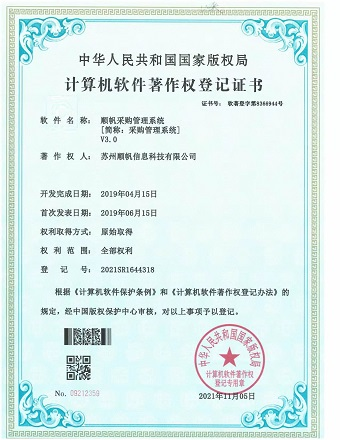 中华人民共和国国家版权局
计算机软件著作权登记证书
证书号： 软著登字第8366944号
软件名称： 顺帆采购管理系统
[简称：采购管理系统]
V3.0
著作权人： 苏州顺帆信息科技有限公司
开发完成日期： 2019年04月15日
首次发表日期： 2019年06月15日
权利取得方式： 原始取得
权利范围： 全部权利
登记号： 2021SR1644318
根据《计算机软件保护条例》和《计算机软件著作权登记办法》的
规定，经中国版权保护中心审核，对以上事项予以登记。
中华人民共和国国家版权局
计算机软件著作权
登记专用章
No. 09212359
2021年11月05日